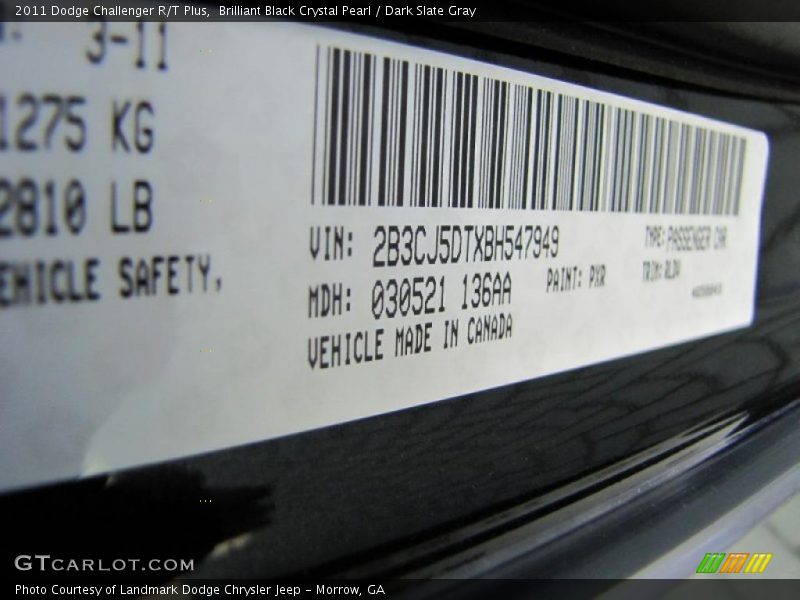 2011 Dodge Challenger R/T Plus, Brilliant Black Crystal Pearl / Dark Slate Gray
3-11
1275 KG
2810 LB
VEHICLE SAFETY,
VIN: 2B3CJ5DTXBH547949
TYPE: PASSENGER CAR
MDH: 030521 136AA
PAINT: PXR
TRIM:
VEHICLE MADE IN CANADA
GTCARLOT.COM
Photo Courtesy of Landmark Dodge Chrysler Jeep - Morrow, GA